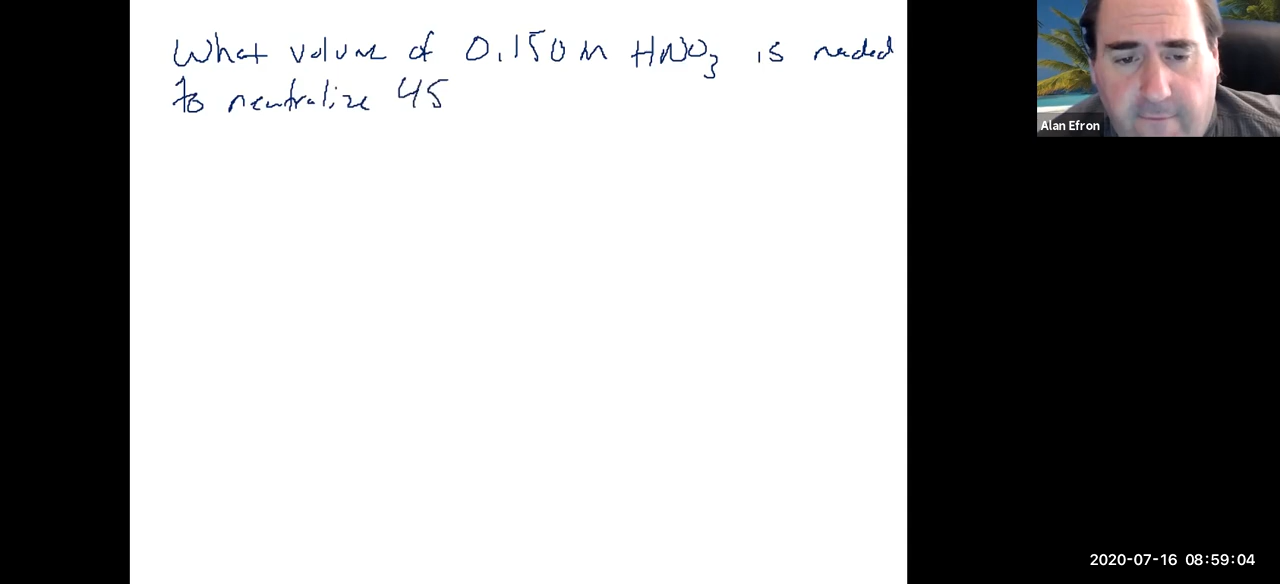 What volume of 0.150 M HNO3 is needed
to neutralize 45
Alan Efron
2020-07-16 08:59:04